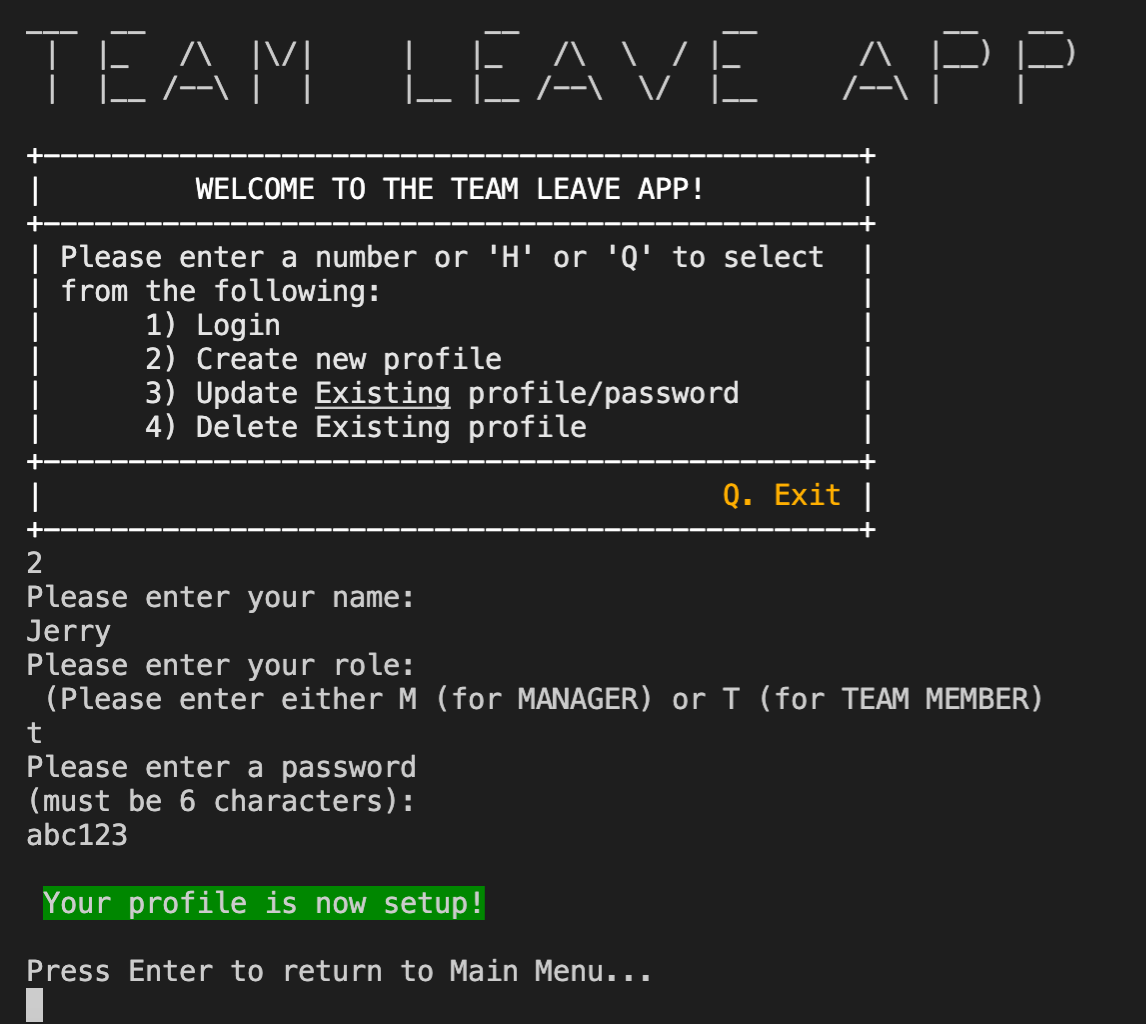 TEAM LEAVE APP
WELCOME TO THE TEAM LEAVE APP!
Please enter a number or 'H' or 'Q' to select
from the following:
1) Login
2) Create new profile
3) Update Existing profile/password
4) Delete Existing profile
Q. Exit
2
Please enter your name:
Jerry
Please enter your role:
(Please enter either M (for MANAGER) or T (for TEAM MEMBER)
t
Please enter a password
(must be 6 characters):
abc123
Your profile is now setup!
Press Enter to return to Main Menu...